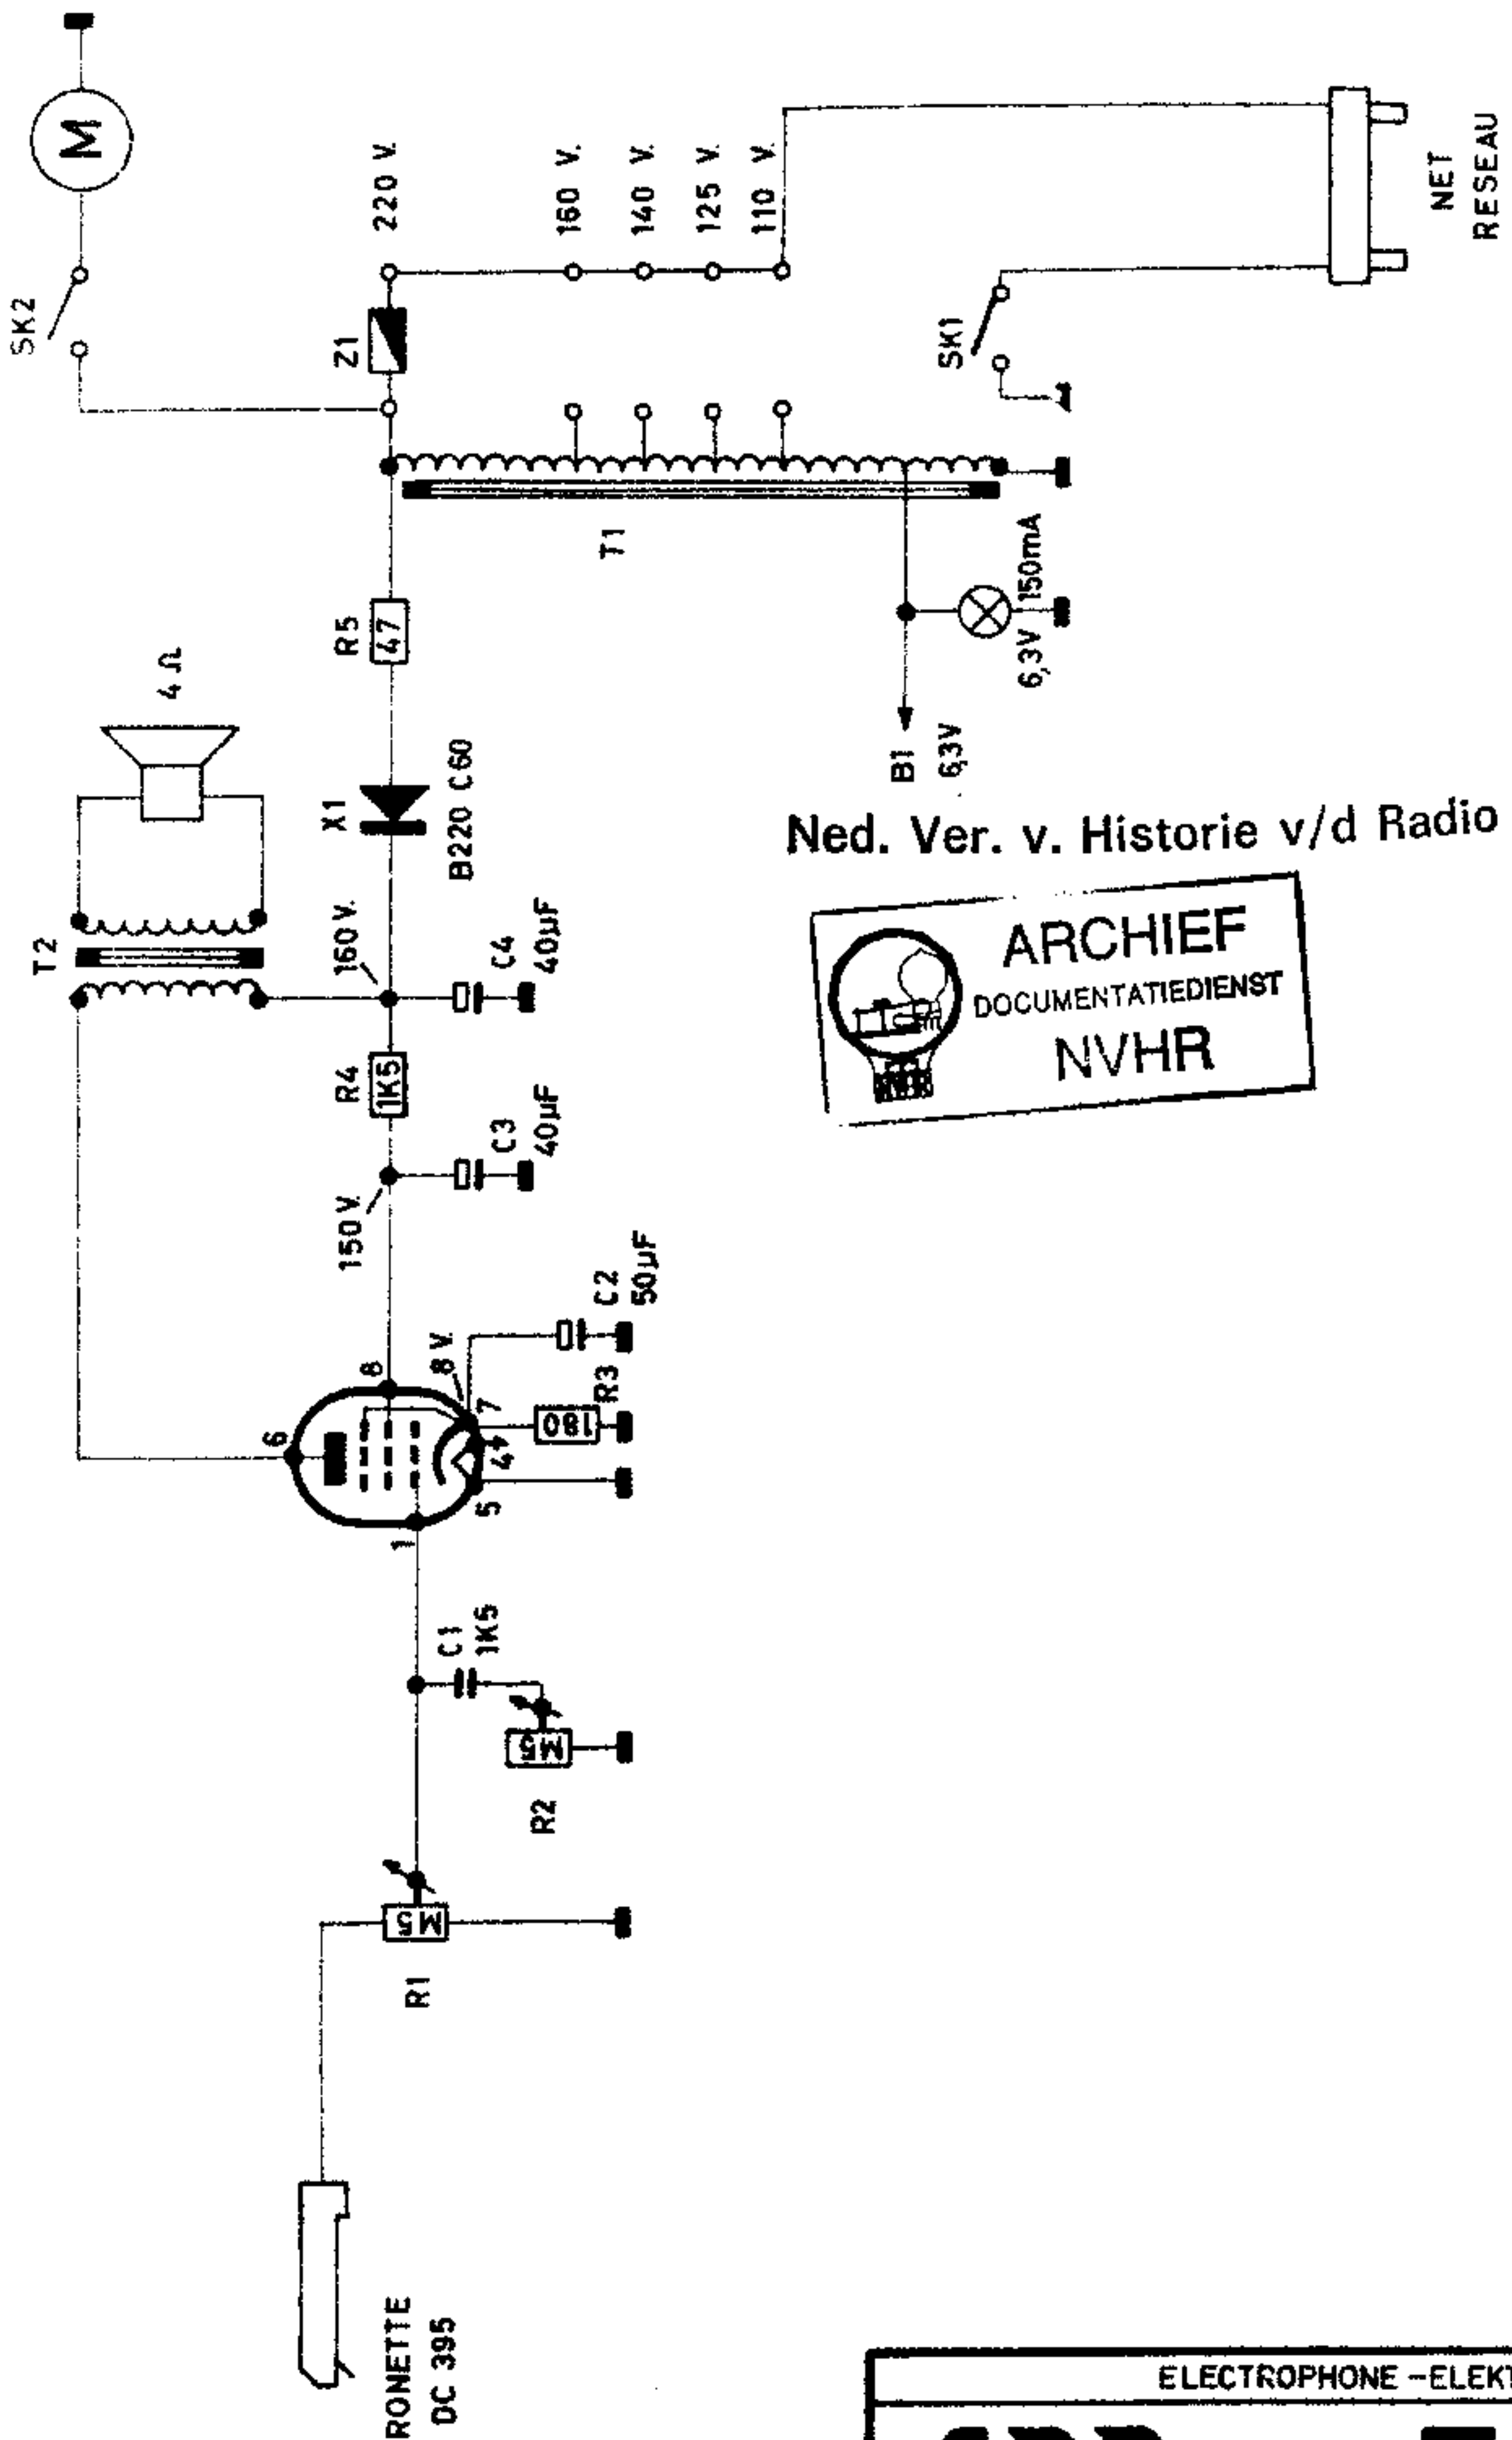 SK2
M
220 V.
160 V.
140 V.
125 V.
110 V.
Z1
SK1
NET
RESEAU
T1
R5
47
4 Ω
X1
B220 C60
B1
6,3V
6,3V 150mA
T2
160 V.
C4
40µF
R4
1K5
C3
40µF
150 V.
C2
50µF
6
8
8 V.
7
4
5
1
R3
180
C1
1K5
M5
R2
M5
R1
RONETTE
DC 395
Ned. Ver. v. Historie v/d Radio
ARCHIEF
DOCUMENTATIEDIENST
NVHR
ELECTROPHONE - ELEKT